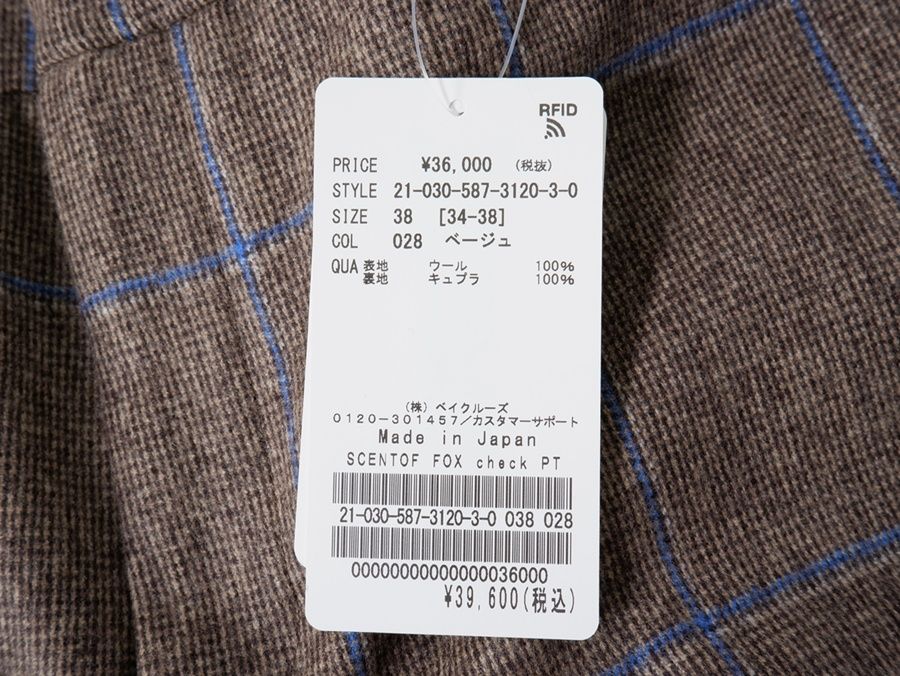 RFID
PRICE ¥36,000 (税抜)
STYLE 21-030-587-3120-3-0
SIZE 38 [34-38]
COL 028 ベージュ
QUA 表地 ウール 100%
裏地 キュプラ 100%
(株) ベイクルーズ
0120-301457/カスタマーサポート
Made in Japan
SCENTOF FOX check PT
21-030-587-3120-3-0 038 028
00000000000000036000
¥39,600(税込)